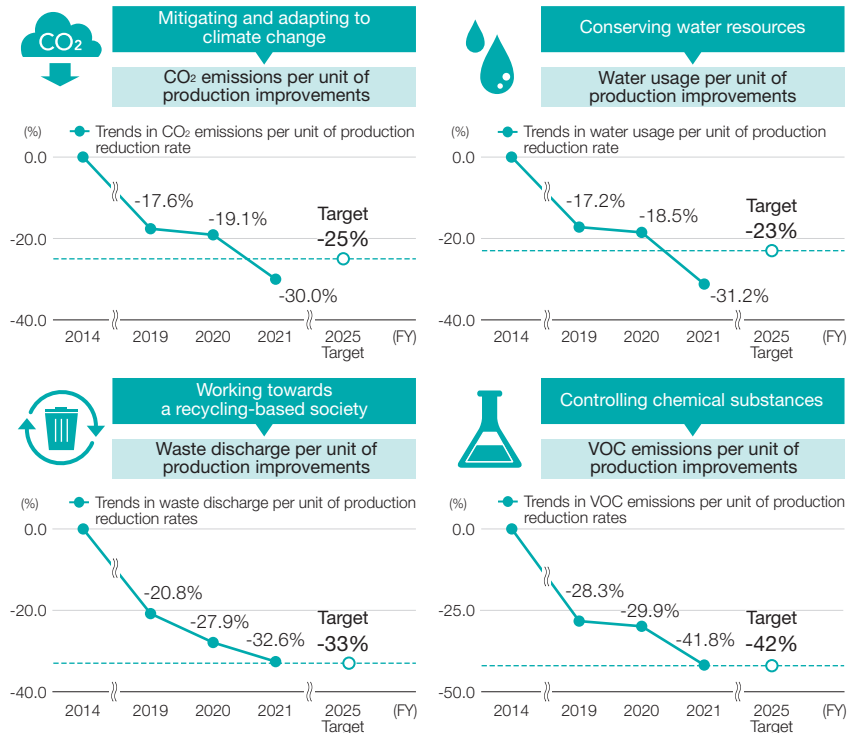 CO2
Mitigating and adapting to
climate change
CO2 emissions per unit of
production improvements
(%)
Trends in CO2 emissions per unit of production
reduction rate
0.0
-17.6%
-19.1%
Target
-25%
-20.0
-30.0%
-40.0
2014 2019 2020 2021 2025 (FY)
Target
Conserving water resources
Water usage per unit of
production improvements
(%)
Trends in water usage per unit of production
reduction rate
0.0
-17.2%
-18.5%
Target
-23%
-20.0
-31.2%
-40.0
2014 2019 2020 2021 2025 (FY)
Target
Working towards
a recycling-based society
Waste discharge per unit of
production improvements
(%)
Trends in waste discharge per unit of production
reduction rates
0.0
-20.8%
-20.0
-27.9%
-32.6%
Target
-33%
-40.0
2014 2019 2020 2021 2025 (FY)
Target
Controlling chemical substances
VOC emissions per unit of
production improvements
(%)
Trends in VOC emissions per unit of production
reduction rates
0.0
-28.3%
-25.0
-29.9%
-41.8%
Target
-42%
-50.0
2014 2019 2020 2021 2025 (FY)
Target